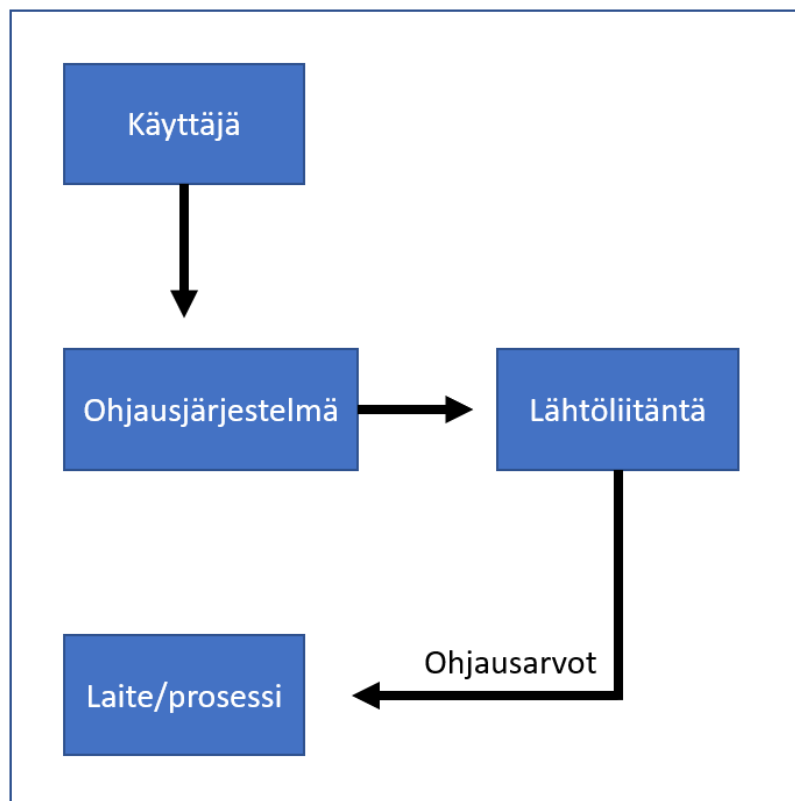 Käyttäjä
Ohjausjärjestelmä
Lähtöliitäntä
Ohjausarvot
Laite/prosessi